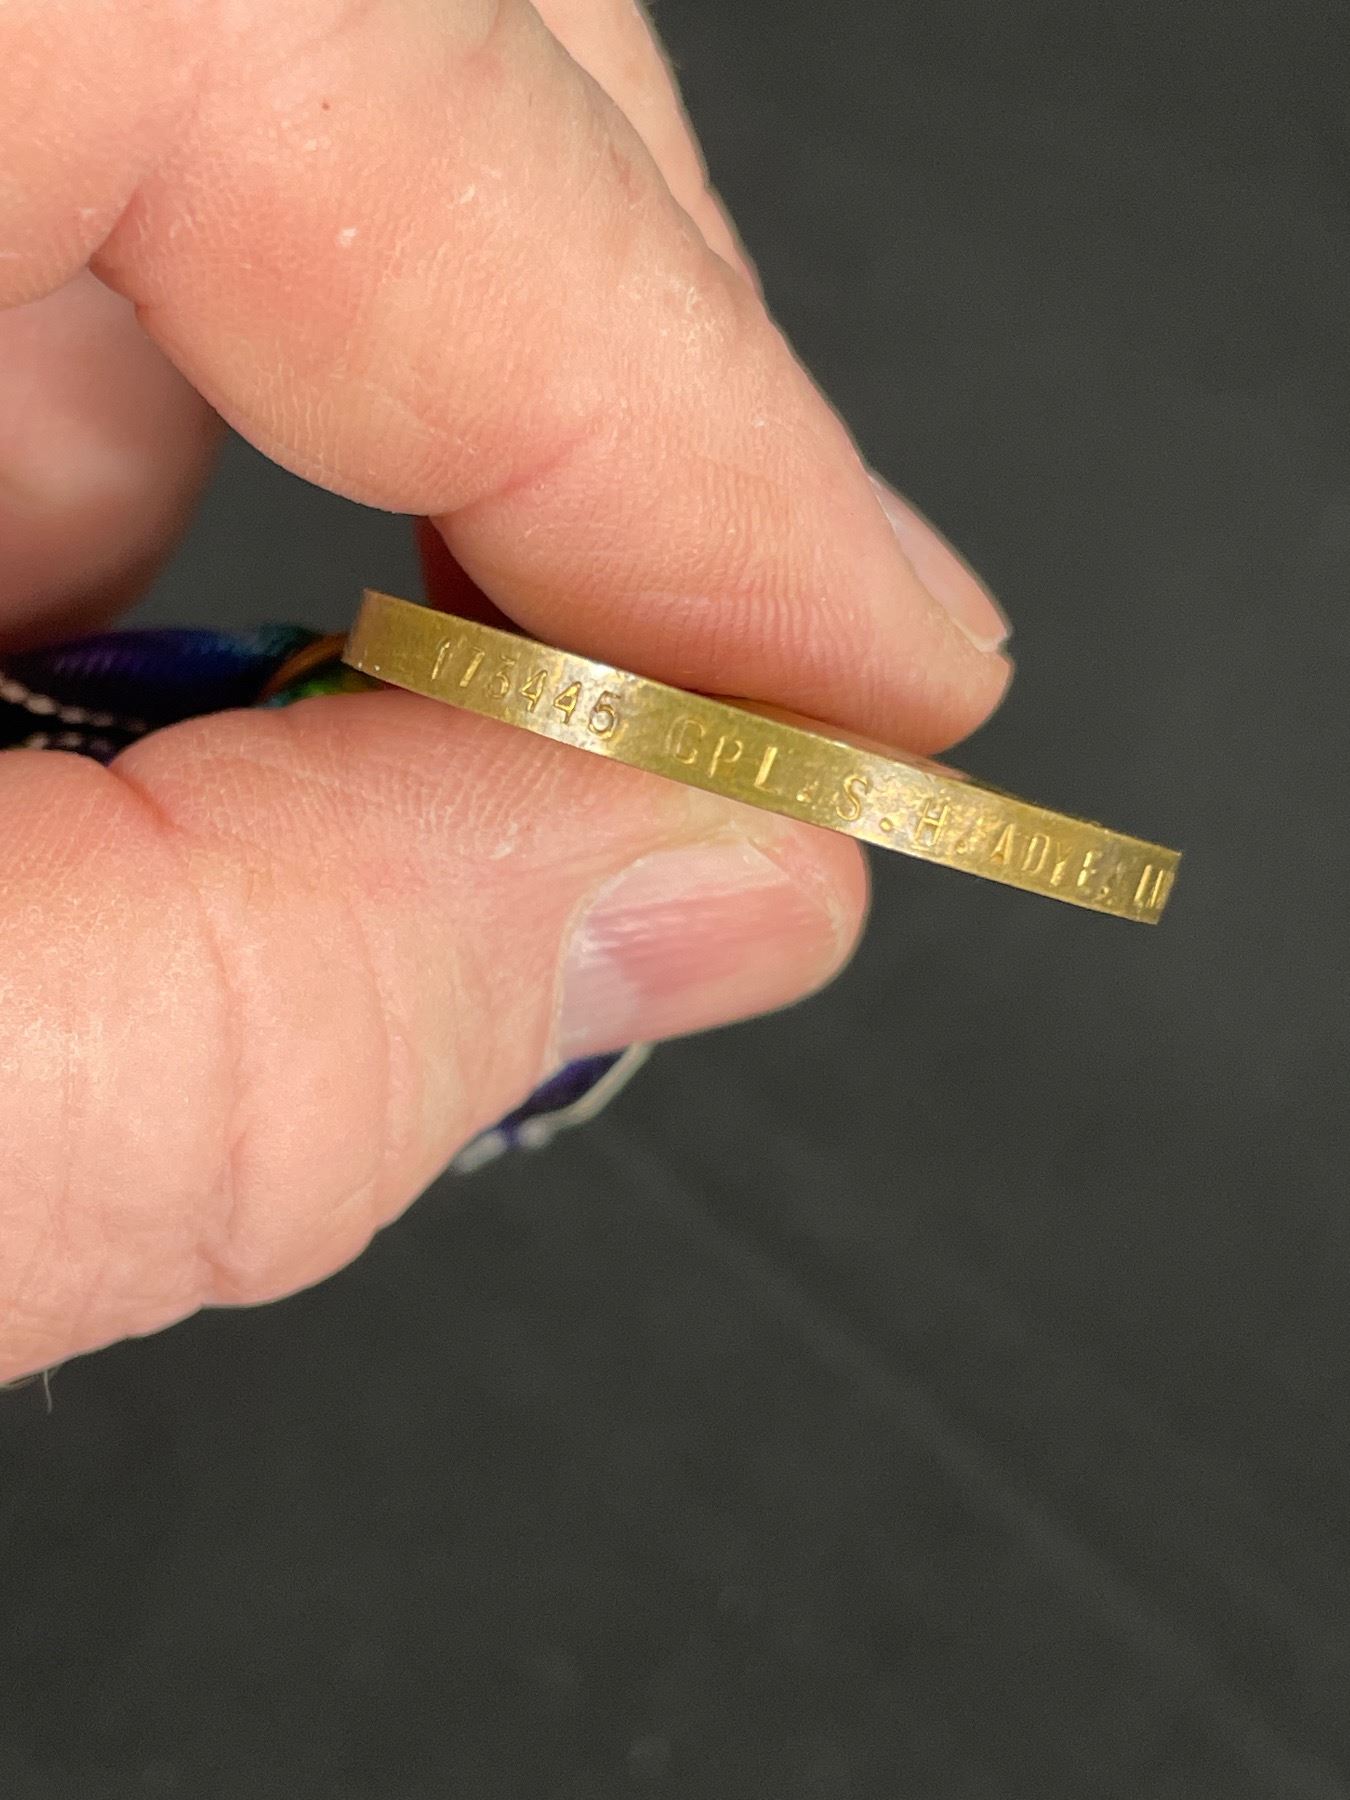 173445 CPL. S. H. ADYE.